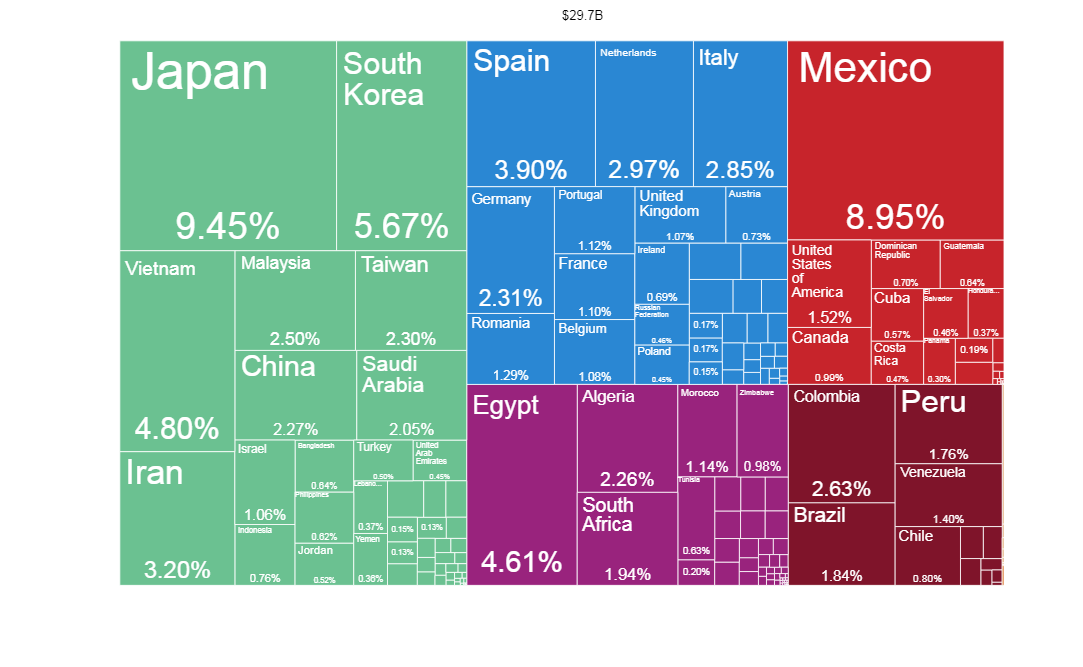 $29.7B
Japan
9.45%
South
Korea
5.67%
Vietnam
4.80%
Malaysia
2.50%
Taiwan
2.30%
China
2.27%
Saudi
Arabia
2.05%
Iran
3.20%
Israel
1.06%
Bangladesh
0.64%
Turkey
0.50%
United
Arab
Emirates
0.45%
Indonesia
0.76%
Philippines
0.62%
Jordan
0.52%
Lebano...
0.37%
Yemen
0.36%
0.15%
0.13%
0.13%
Spain
3.90%
Netherlands
2.97%
Italy
2.85%
Germany
2.31%
Romania
1.29%
Portugal
1.12%
France
1.10%
Belgium
1.08%
United
Kingdom
1.07%
Austria
0.73%
Ireland
0.69%
Russian
Federation
0.46%
Poland
0.45%
0.17%
0.17%
0.15%
Mexico
8.95%
United
States
of
America
1.52%
Canada
0.99%
Dominican
Republic
0.70%
Guatemala
0.64%
Cuba
0.57%
El
Salvador
0.46%
Hondura...
0.37%
Costa
Rica
0.47%
Panama
0.30%
0.19%
Egypt
4.61%
Algeria
2.26%
South
Africa
1.94%
Morocco
1.14%
Zimbabwe
0.98%
Tunisia
0.63%
0.20%
Colombia
2.63%
Brazil
1.84%
Peru
1.76%
Venezuela
1.40%
Chile
0.80%